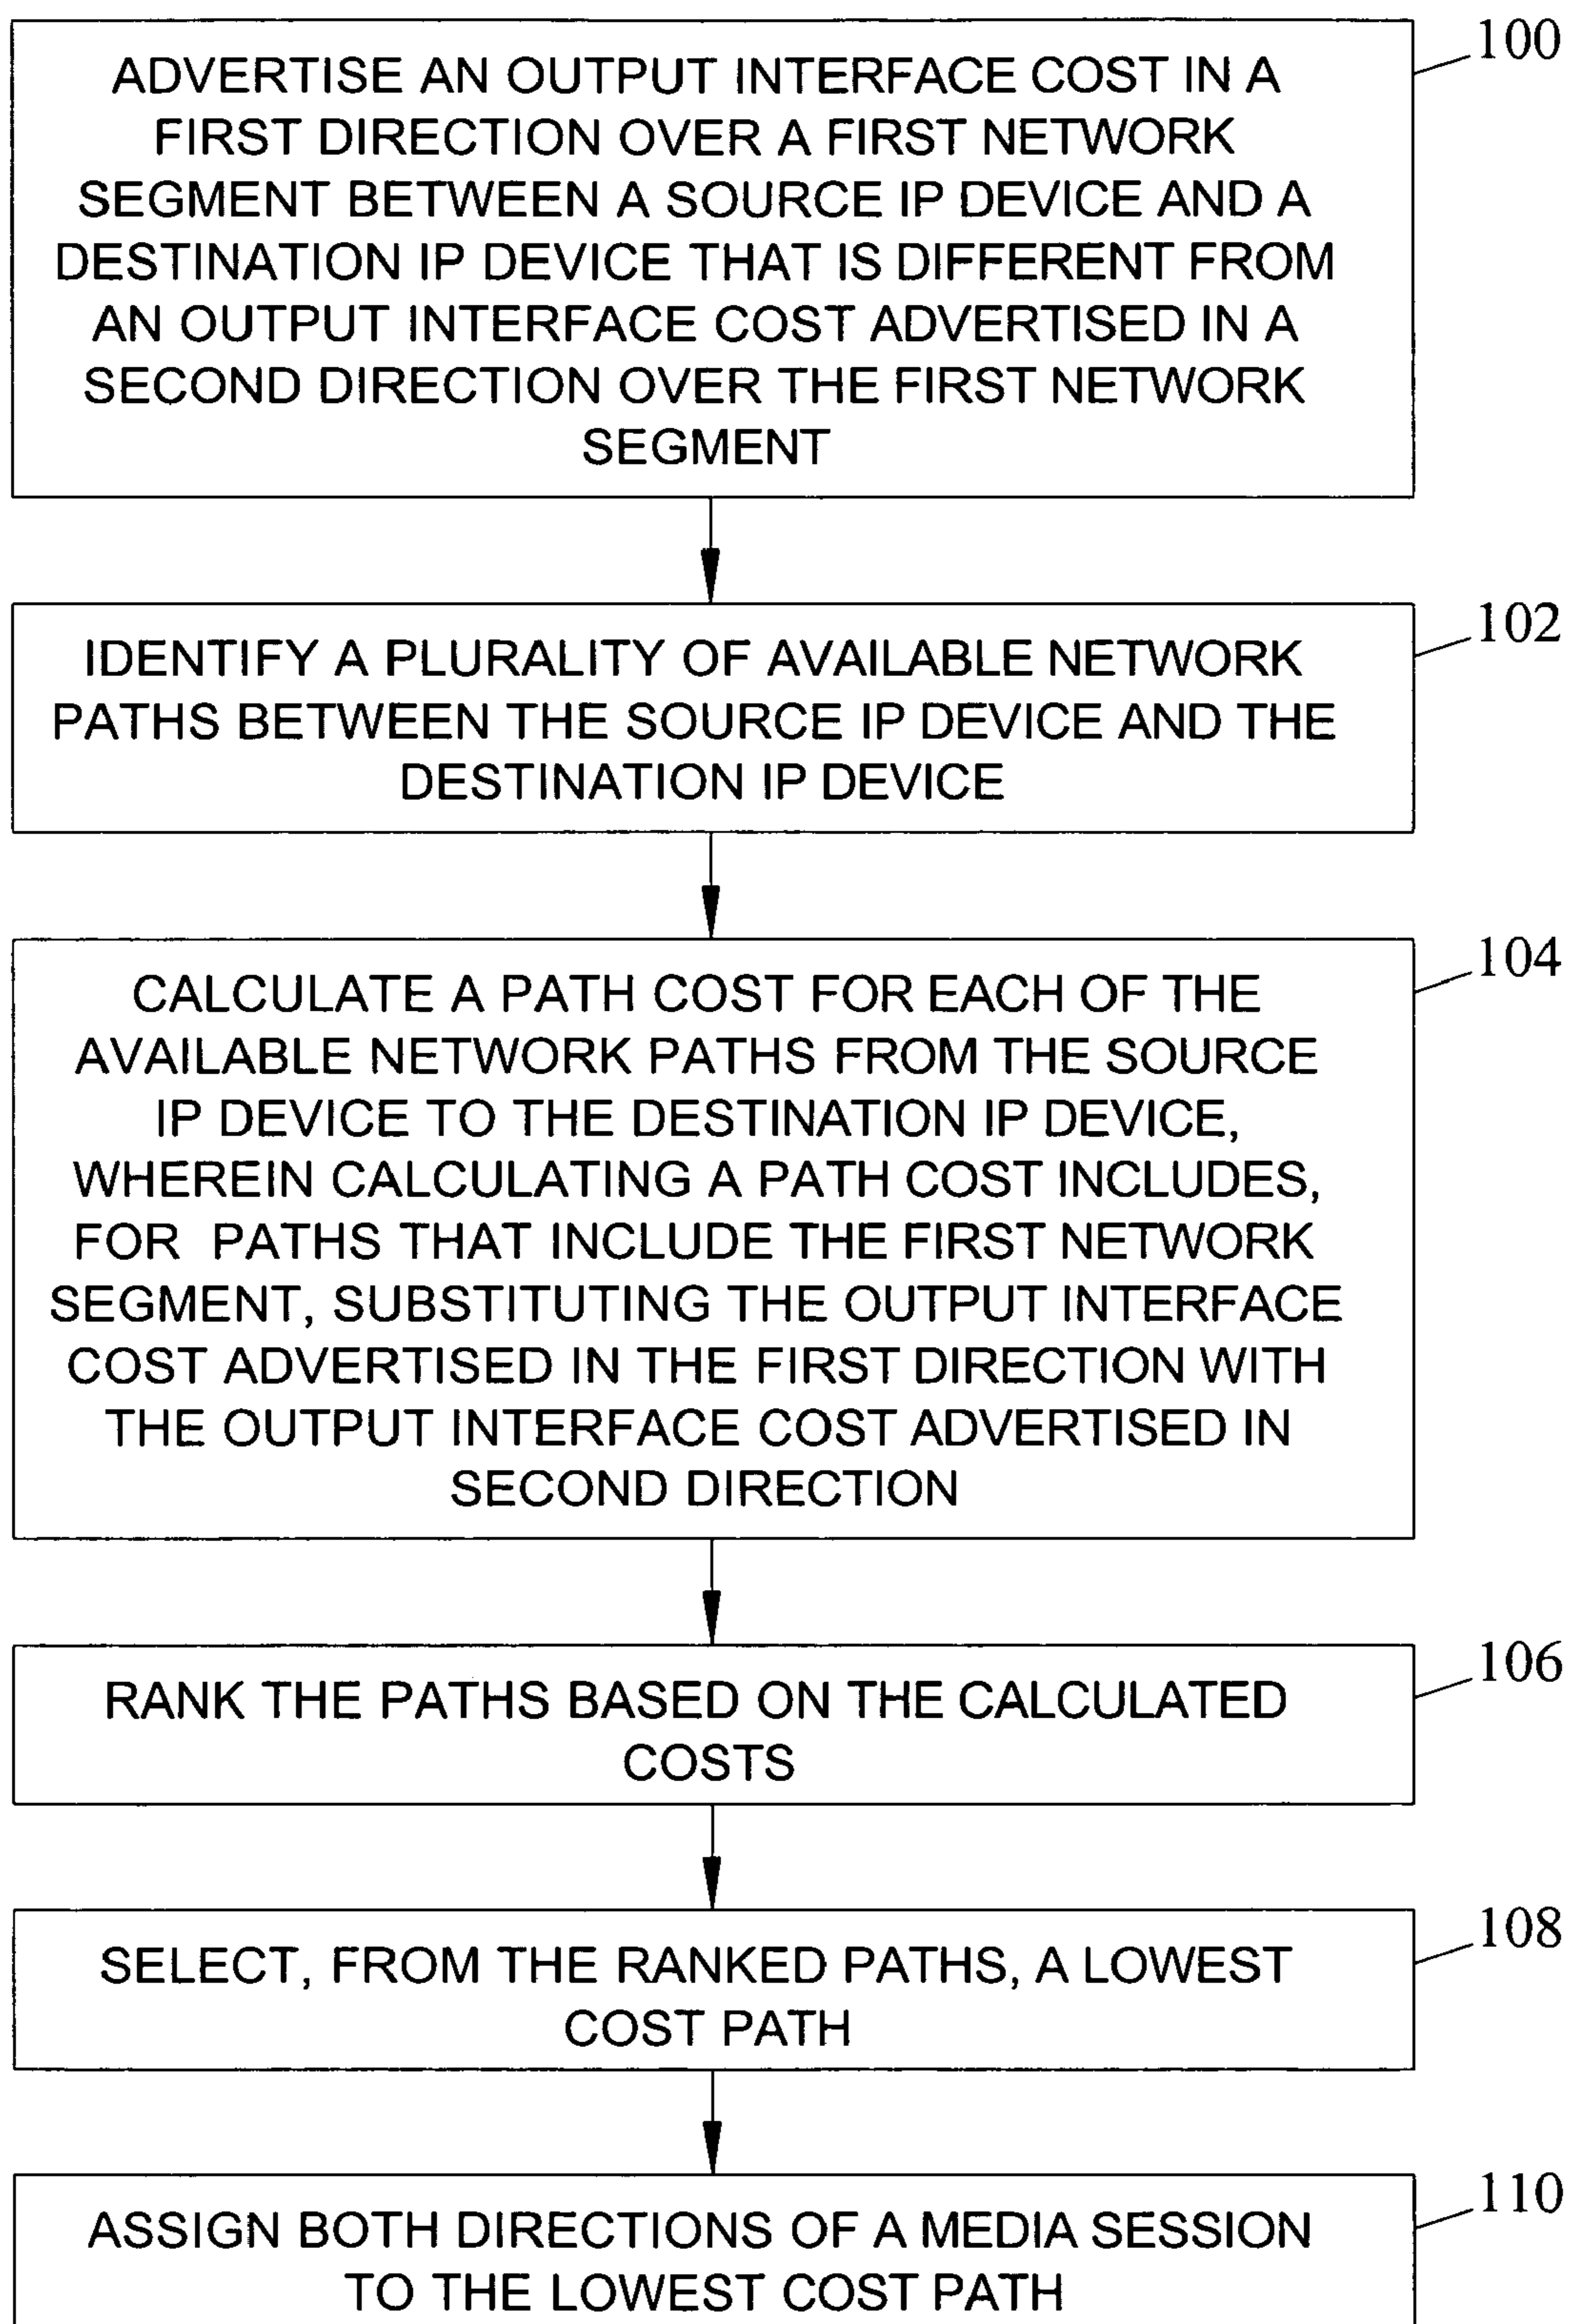 100
ADVERTISE AN OUTPUT INTERFACE COST IN A
FIRST DIRECTION OVER A FIRST NETWORK
SEGMENT BETWEEN A SOURCE IP DEVICE AND A
DESTINATION IP DEVICE THAT IS DIFFERENT FROM
AN OUTPUT INTERFACE COST ADVERTISED IN A
SECOND DIRECTION OVER THE FIRST NETWORK
SEGMENT
102
IDENTIFY A PLURALITY OF AVAILABLE NETWORK
PATHS BETWEEN THE SOURCE IP DEVICE AND THE
DESTINATION IP DEVICE
104
CALCULATE A PATH COST FOR EACH OF THE
AVAILABLE NETWORK PATHS FROM THE SOURCE
IP DEVICE TO THE DESTINATION IP DEVICE,
WHEREIN CALCULATING A PATH COST INCLUDES,
FOR PATHS THAT INCLUDE THE FIRST NETWORK
SEGMENT, SUBSTITUTING THE OUTPUT INTERFACE
COST ADVERTISED IN THE FIRST DIRECTION WITH
THE OUTPUT INTERFACE COST ADVERTISED IN
SECOND DIRECTION
106
RANK THE PATHS BASED ON THE CALCULATED
COSTS
108
SELECT, FROM THE RANKED PATHS, A LOWEST
COST PATH
110
ASSIGN BOTH DIRECTIONS OF A MEDIA SESSION
TO THE LOWEST COST PATH